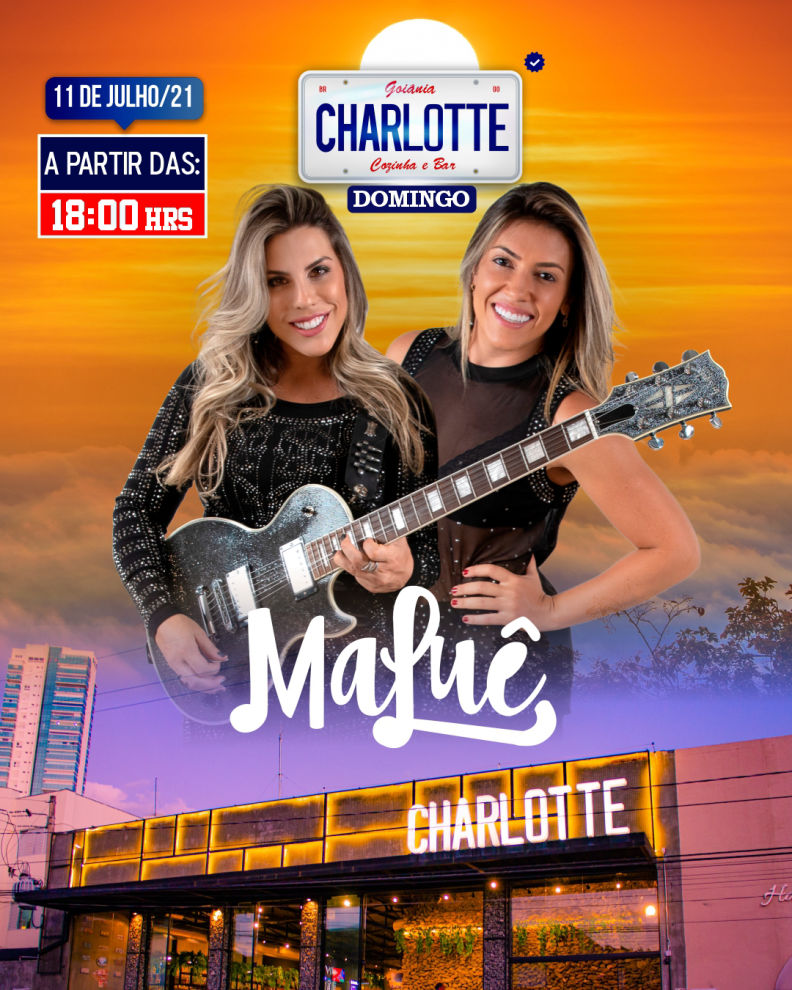 11 DE JULHO/21
A PARTIR DAS:
18:00 HRS
BR Goiânia GO
CHARLOTTE
Cozinha e Bar
DOMINGO
Maluê
CHARLOTTE